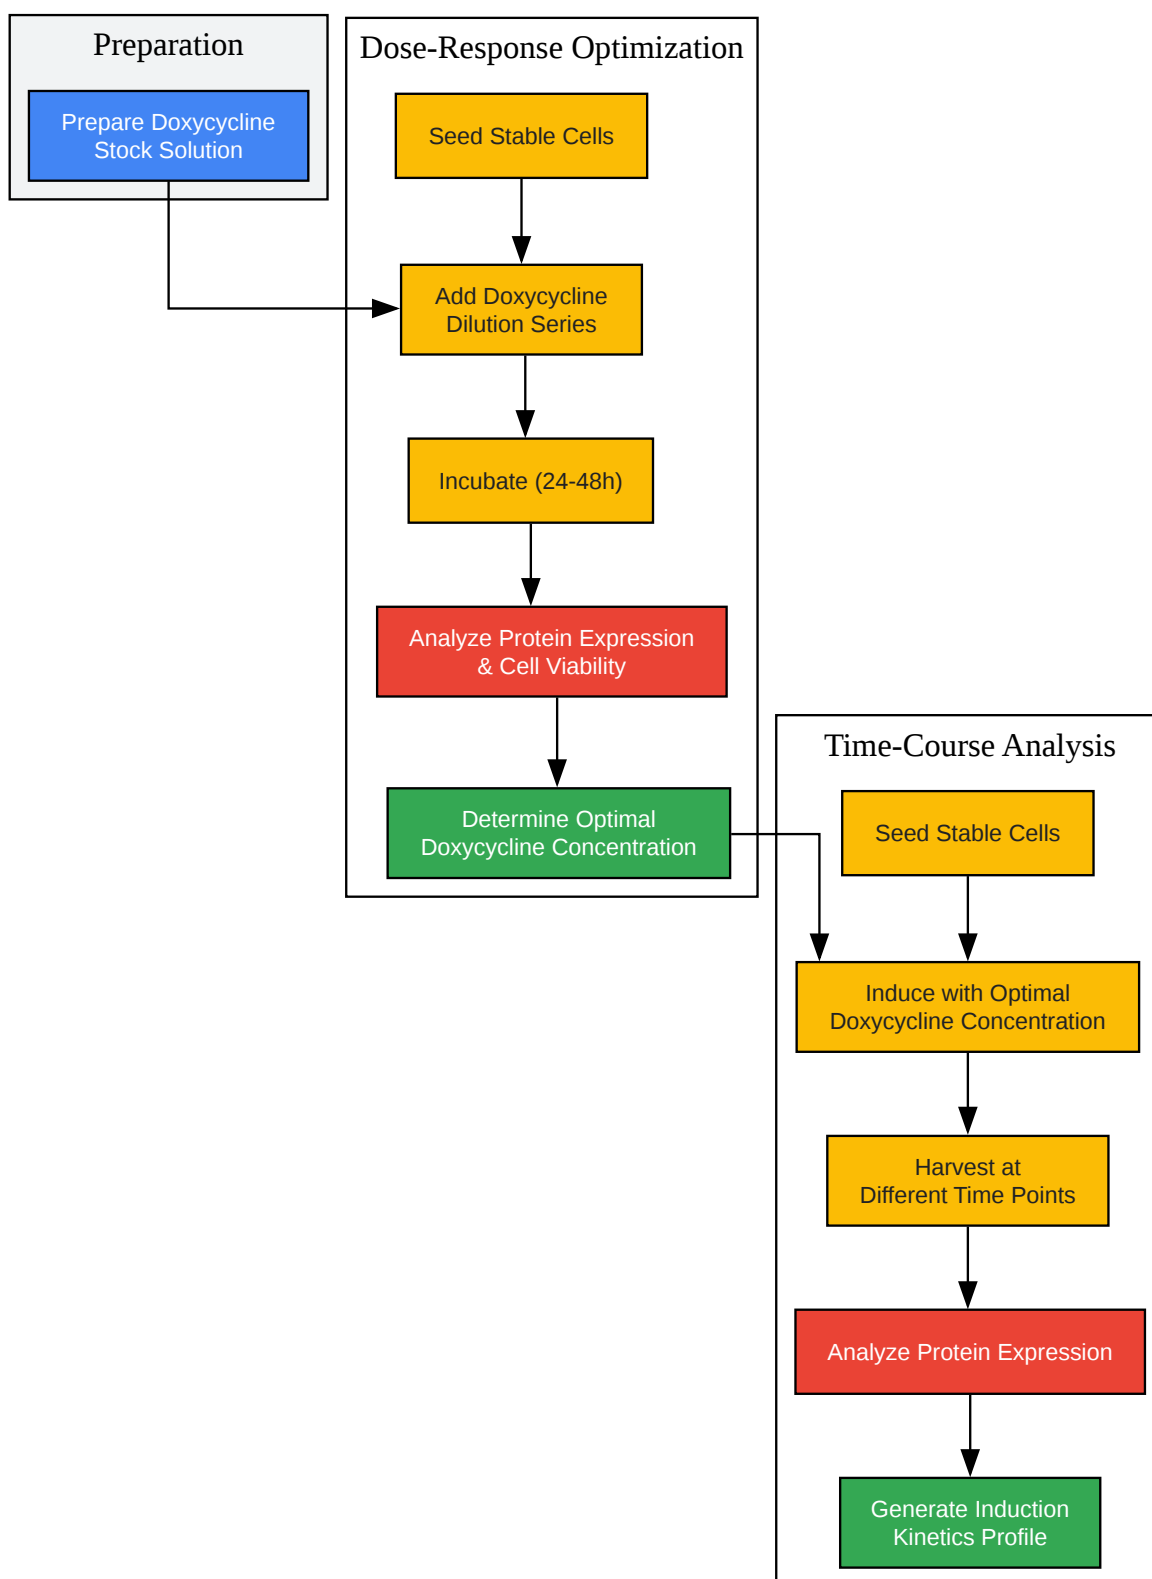 Preparation
Prepare Doxycycline
Stock Solution
Dose-Response Optimization
Seed Stable Cells
Add Doxycycline
Dilution Series
Incubate (24-48h)
Analyze Protein Expression
& Cell Viability
Determine Optimal
Doxycycline Concentration
Time-Course Analysis
Seed Stable Cells
Induce with Optimal
Doxycycline Concentration
Harvest at
Different Time Points
Analyze Protein Expression
Generate Induction
Kinetics Profile